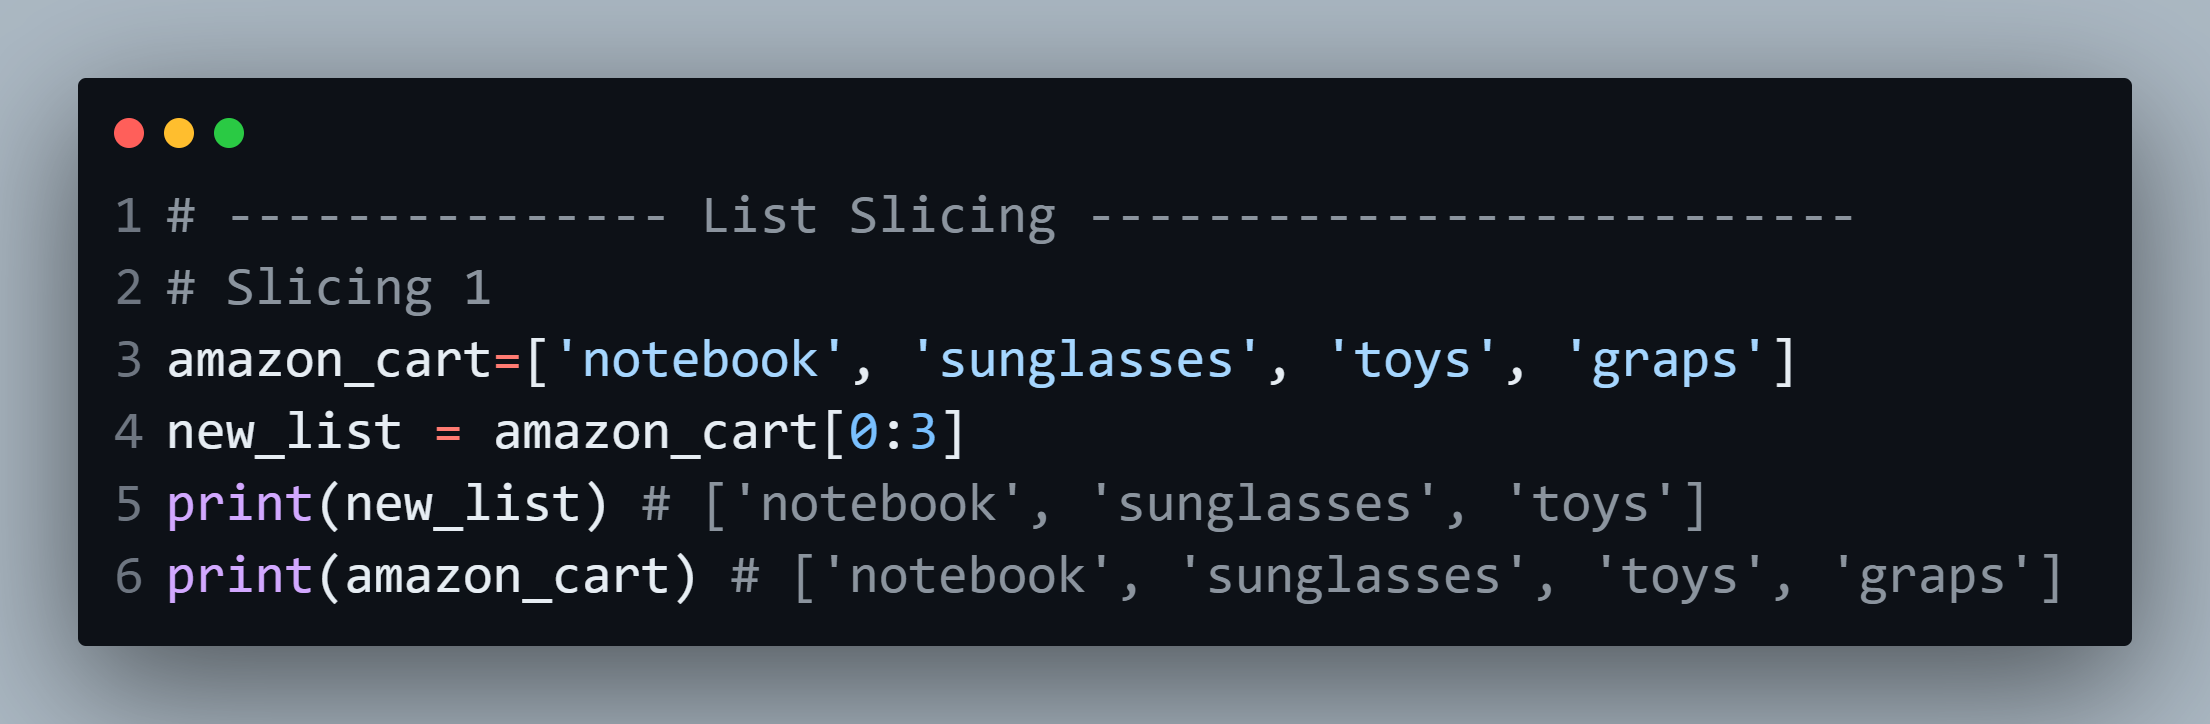 1 # --------------- List Slicing --------------------------
2 # Slicing 1
3 amazon_cart=['notebook', 'sunglasses', 'toys', 'graps']
4 new_list = amazon_cart[0:3]
5 print(new_list) # ['notebook', 'sunglasses', 'toys']
6 print(amazon_cart) # ['notebook', 'sunglasses', 'toys', 'graps']